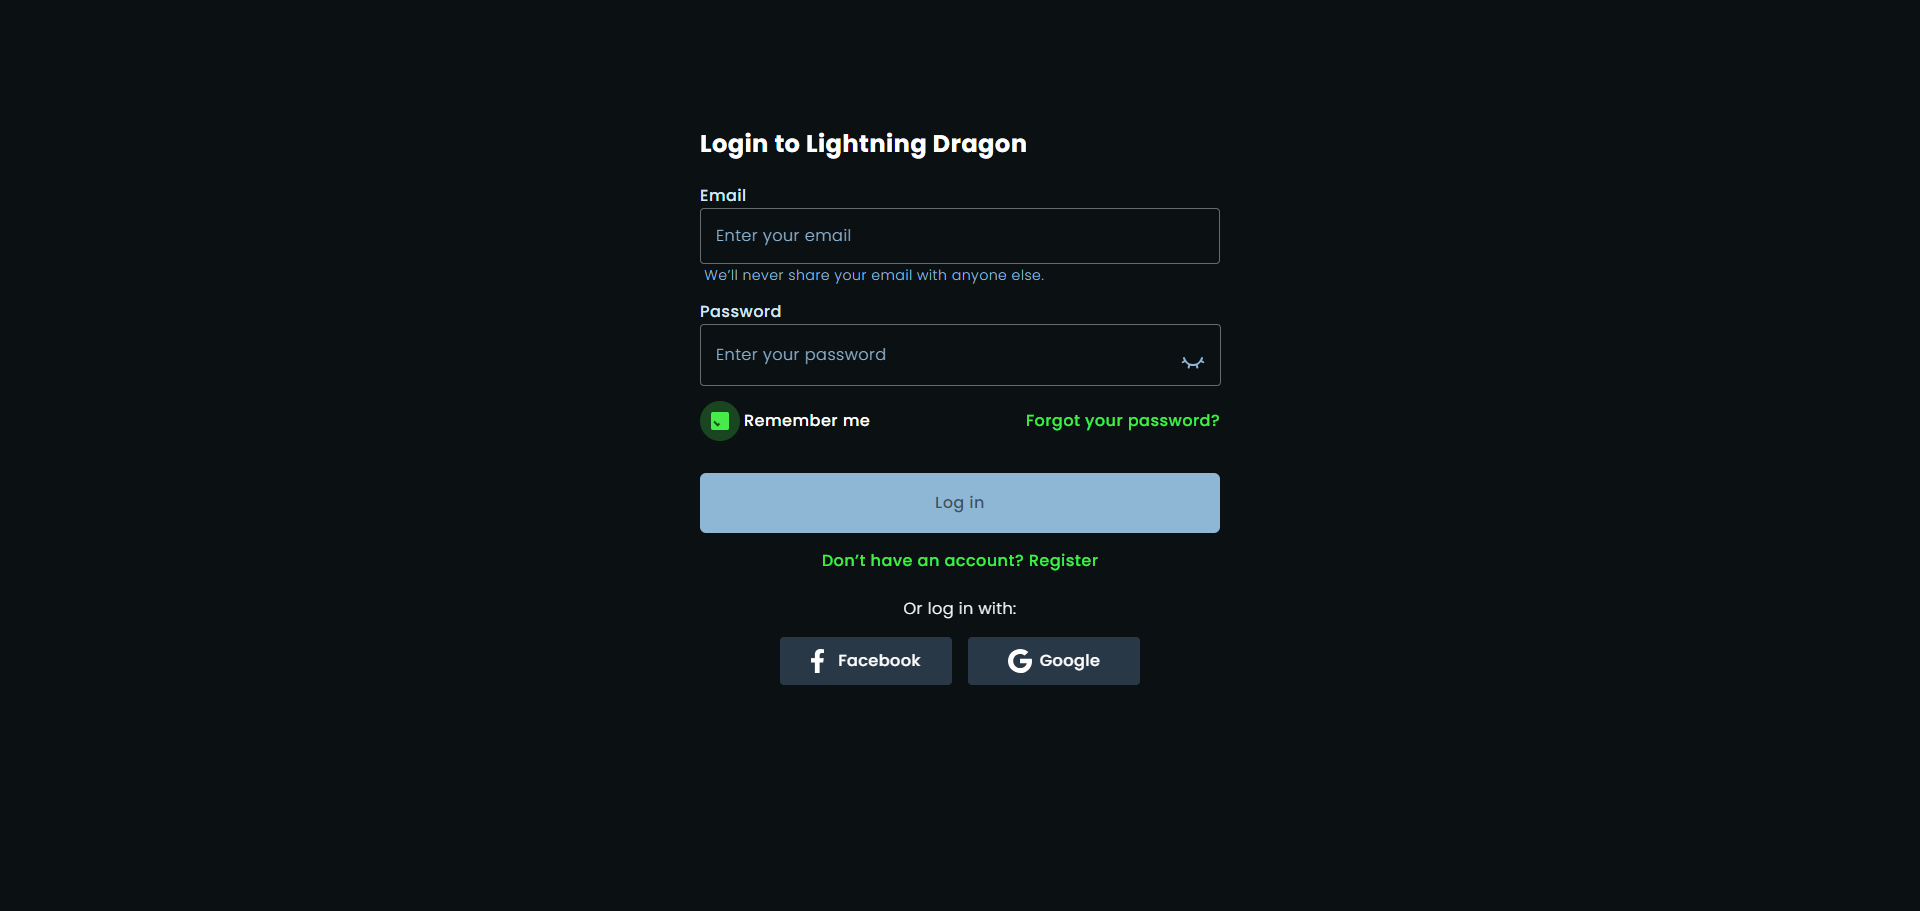 Login to Lightning Dragon
Email
Enter your email
We'll never share your email with anyone else.
Password
Enter your password
Remember me
Forgot your password?
Log in
Don't have an account? Register
Or log in with:
Facebook
Google